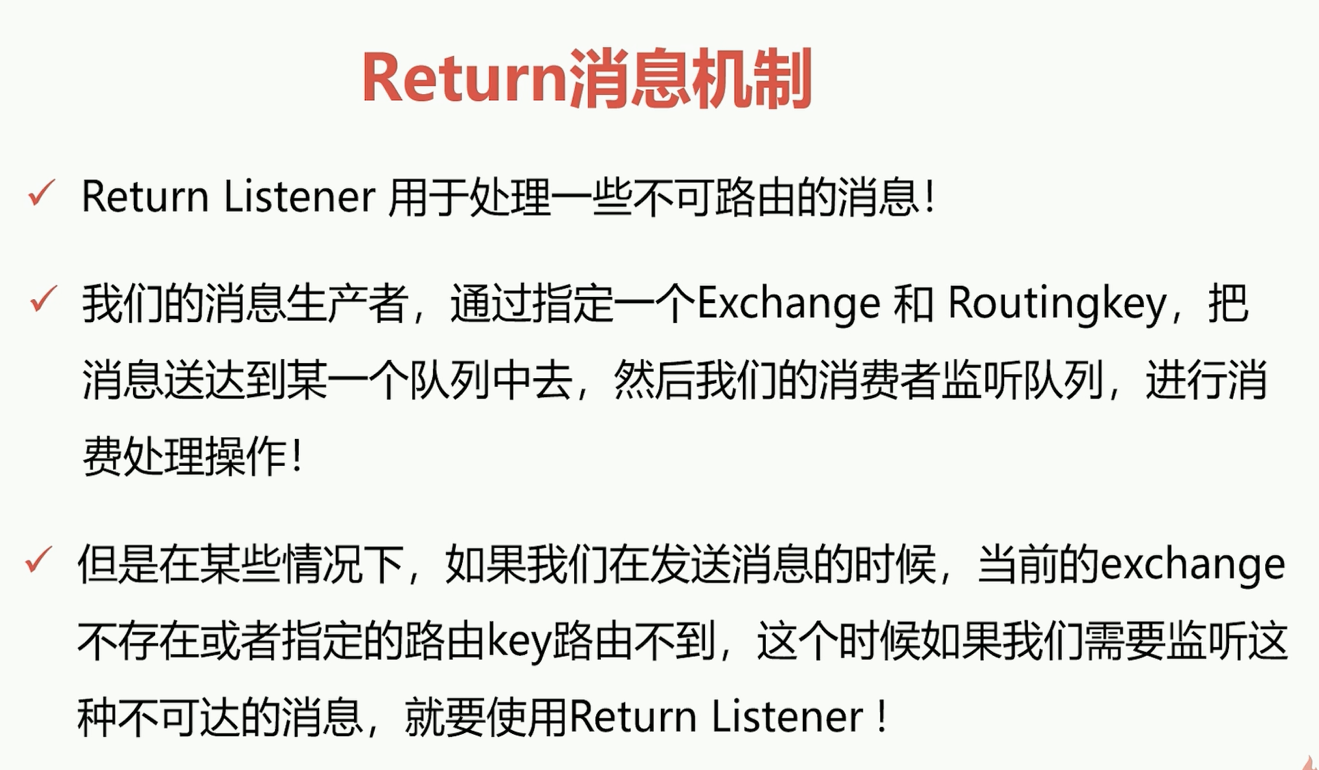 Return消息机制
✓ Return Listener 用于处理一些不可路由的消息！
✓ 我们的消息生产者，通过指定一个Exchange 和 Routingkey，把
消息送达到某一个队列中去，然后我们的消费者监听队列，进行消
费处理操作！
✓ 但是在某些情况下，如果我们在发送消息的时候，当前的exchange
不存在或者指定的路由key路由不到，这个时候如果我们需要监听这
种不可达的消息，就要使用Return Listener！